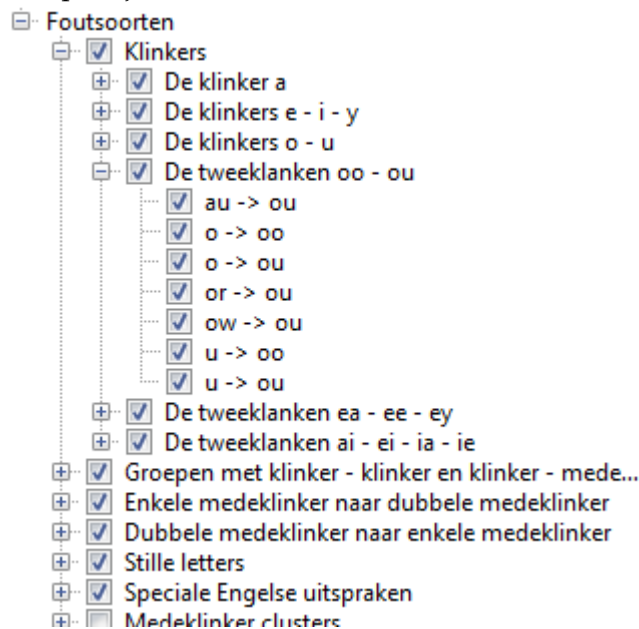 Foutsoorten
Klinkers
De klinker a
De klinkers e - i - y
De klinkers o - u
De tweeklanken oo - ou
au -> ou
o -> oo
o -> ou
or -> ou
ow -> ou
u -> oo
u -> ou
De tweeklanken ea - ee - ey
De tweeklanken ai - ei - ia - ie
Groepen met klinker - klinker en klinker - mede...
Enkele medeklinker naar dubbele medeklinker
Dubbele medeklinker naar enkele medeklinker
Stille letters
Speciale Engelse uitspraken
Medeklinker clusters